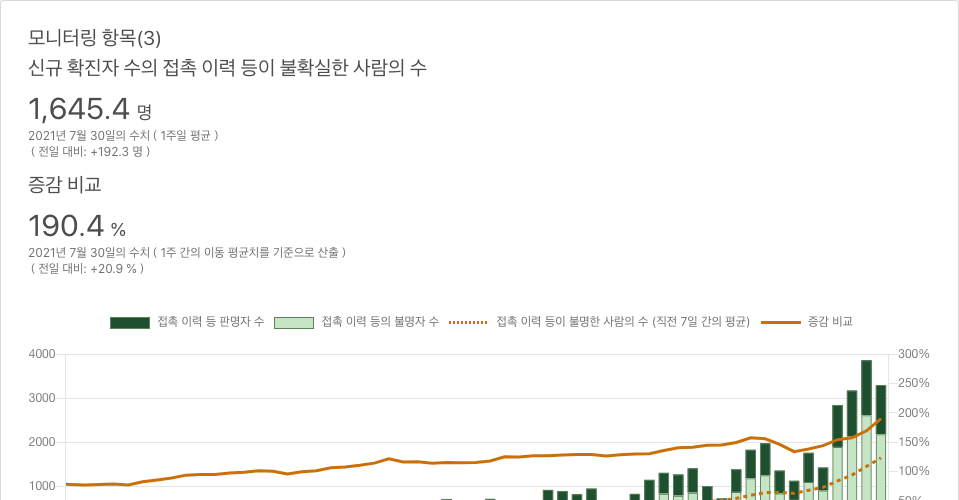 모니터링 항목(3)
신규 확진자 수의 접촉 이력 등이 불확실한 사람의 수
1,645.4 명
2021년 7월 30일의 수치 ( 1주일 평균 )
( 전일 대비: +192.3 명 )
증감 비교
190.4 %
2021년 7월 30일의 수치 ( 1주 간의 이동 평균치를 기준으로 산출 )
( 전일 대비: +20.9 % )
접촉 이력 등 판명자 수 접촉 이력 등의 불명자 수 접촉 이력 등이 불명한 사람의 수 (직전 7일 간의 평균) 증감 비교
4000 300%
250%
3000
200%
2000 150%
100%
1000
50%